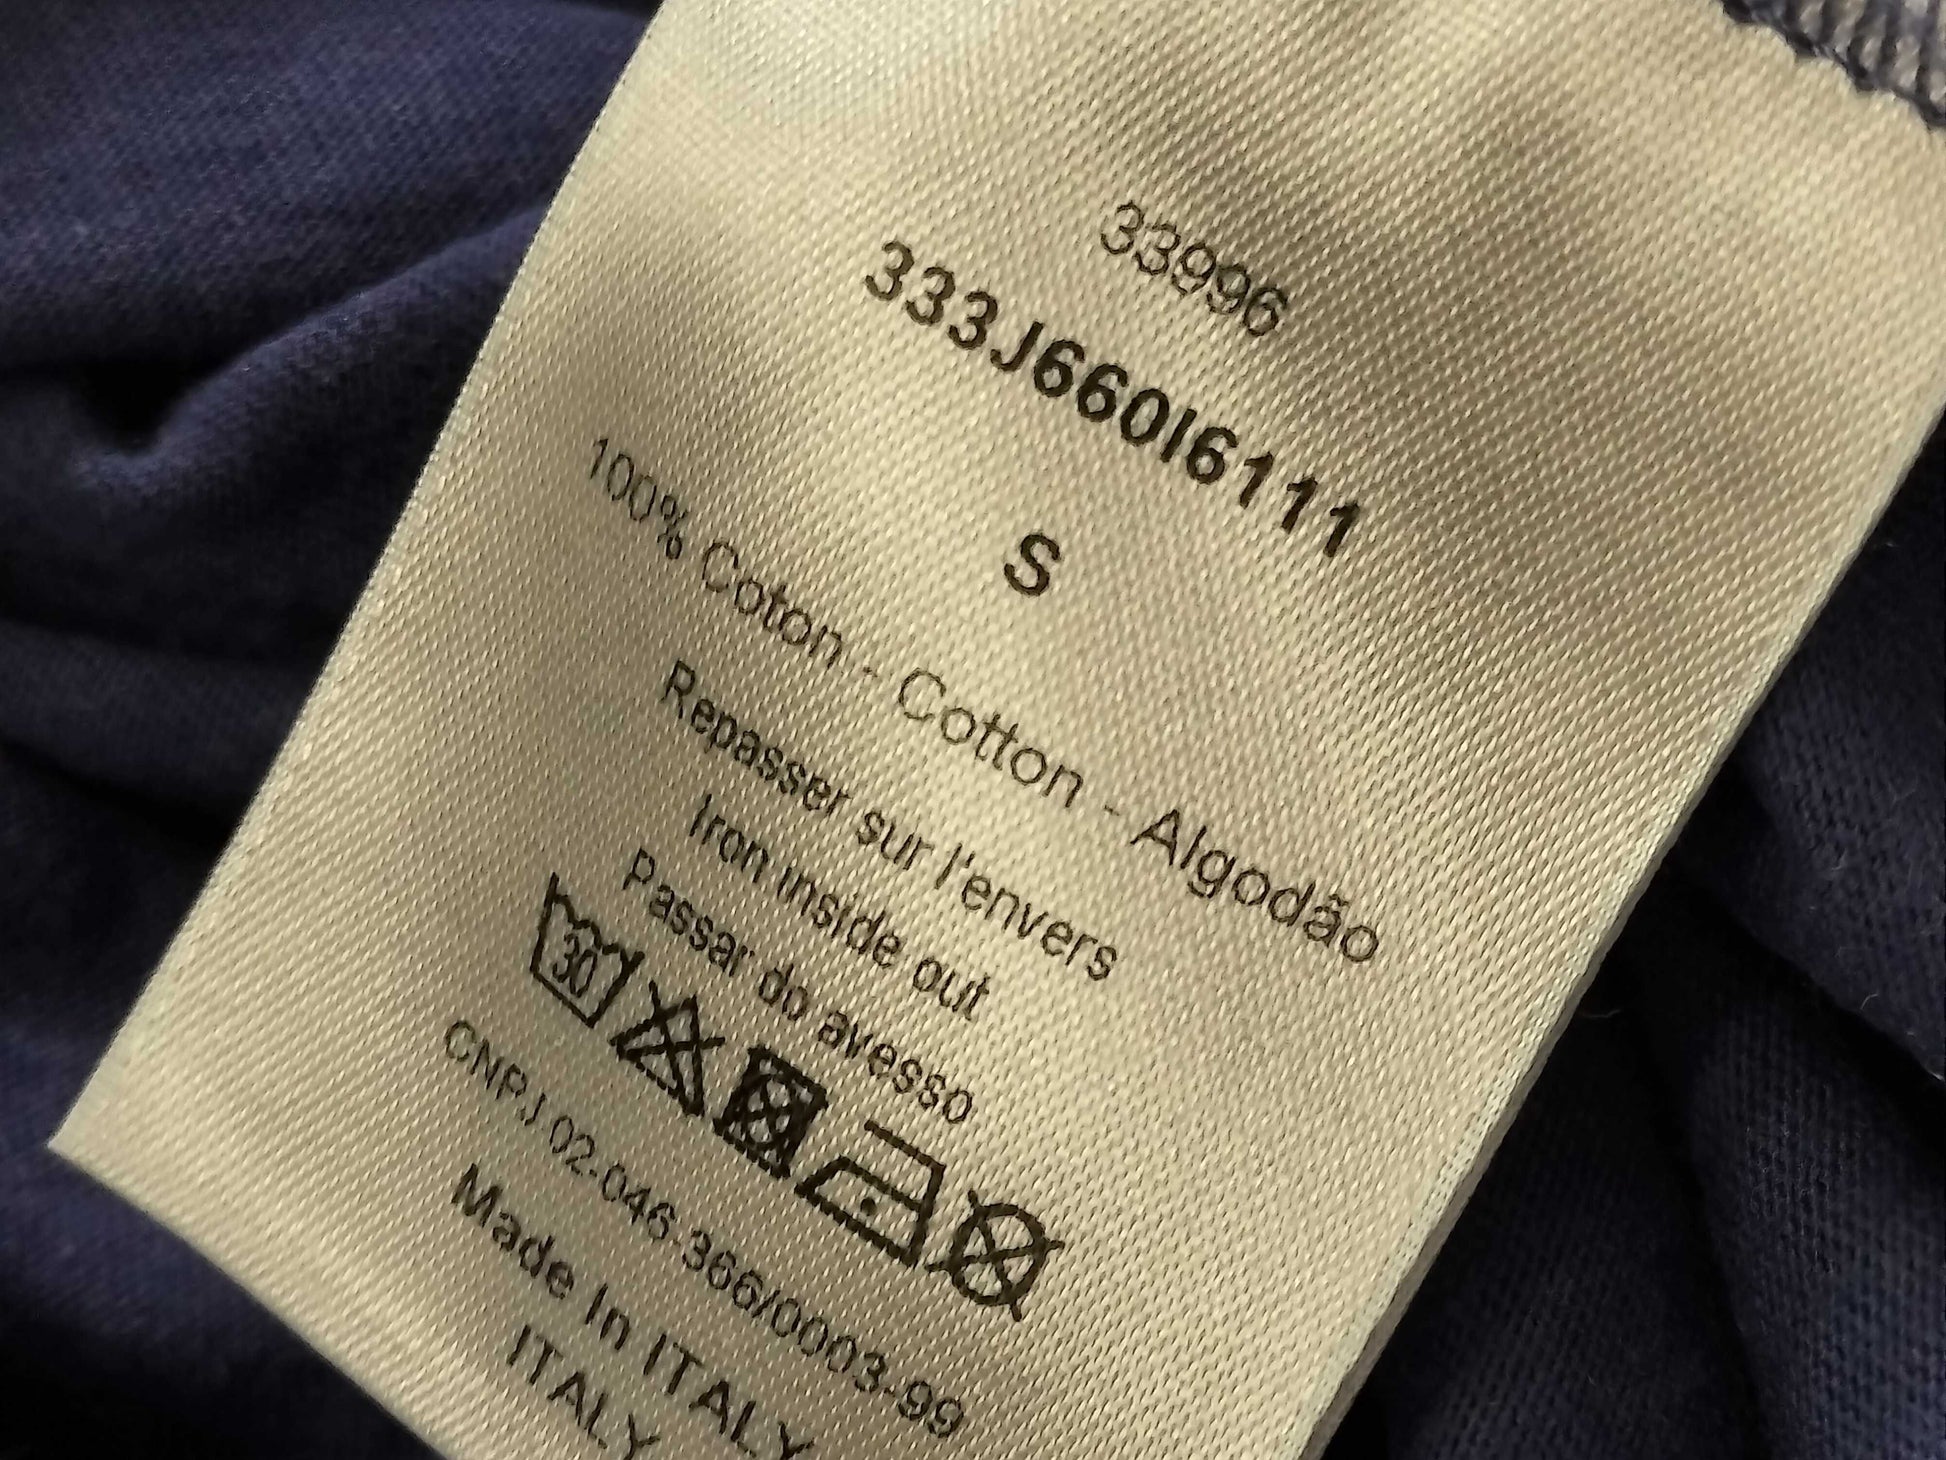 33996
333J660I6111
S
100% Coton - Cotton - Algodão
Repasser sur l'envers
Iron inside out
Passar do avesso
30
CNPJ 02-046-366/0003-99
Made In ITALY
ITALY